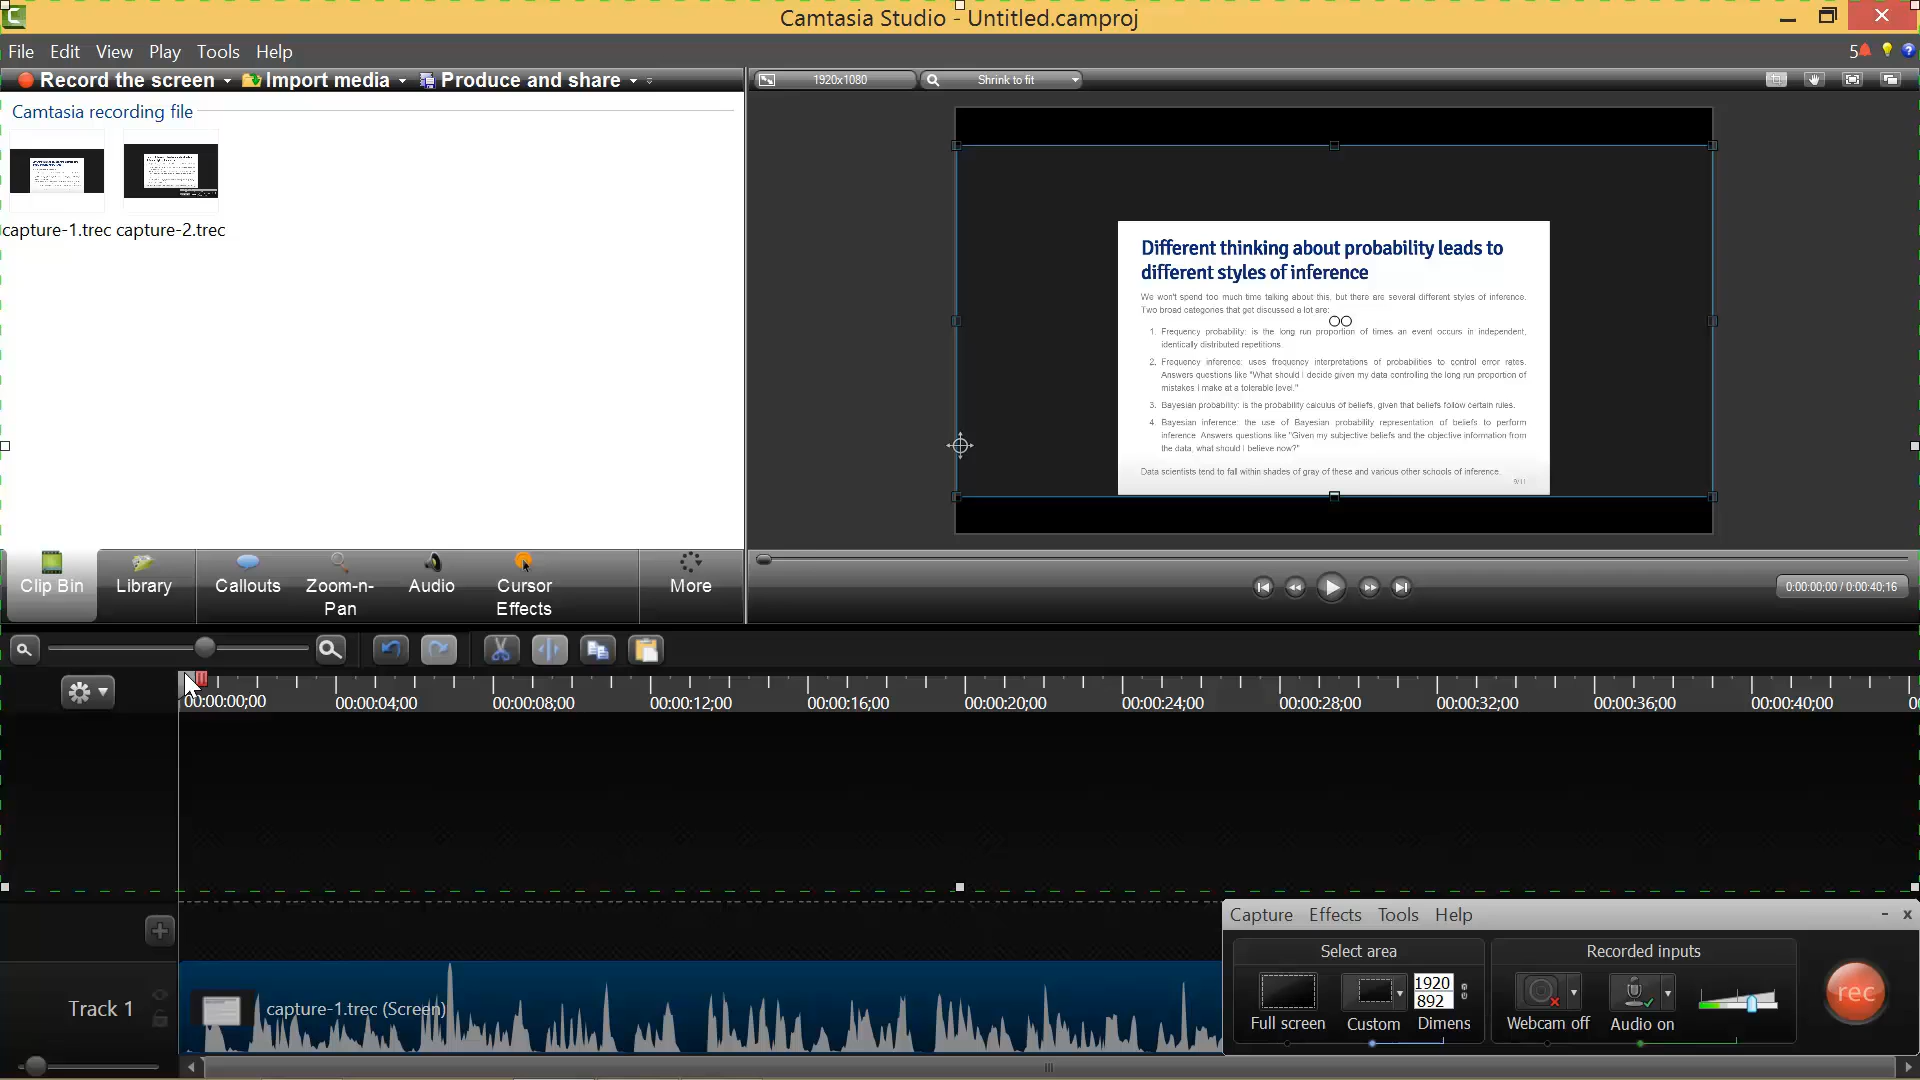 Camtasia Studio - Untitled.camproj
File Edit View Play Tools Help
5
Record the screen Import media Produce and share
1920x1080 Shrink to fit
Camtasia recording file
capture-1.trec capture-2.trec
Different thinking about probability leads to
different styles of inference
We won't spend too much time talking about this, but there are several different styles of inference.
Two broad categories that get discussed a lot are:
1. Frequency probability: is the long run proportion of times an event occurs in independent,
identically distributed repetitions.
2. Frequency inference: uses frequency interpretations of probabilities to control error rates.
Answers questions like "What should I decide given my data controlling the long run proportion of
mistakes I make at a tolerable level."
3. Bayesian probability: is the probability calculus of beliefs, given that beliefs follow certain rules.
4. Bayesian inference: the use of Bayesian probability representation of beliefs to perform
inference. Answers questions like "Given my subjective beliefs and the objective information from
the data, what should I believe now?"
Data scientists tend to fall within shades of gray of these and various other schools of inference.
9/11
Clip Bin Library Callouts Zoom-n-Pan Audio Cursor Effects More
0:00:00;00 / 0:00:40;16
00:00:00;00 00:00:04;00 00:00:08;00 00:00:12;00 00:00:16;00 00:00:20;00 00:00:24;00 00:00:28;00 00:00:32;00 00:00:36;00 00:00:40;00
Track 1
capture-1.trec (Screen)
Capture Effects Tools Help
Select area Recorded inputs
1920
892
rec
Full screen Custom Dimens Webcam off Audio on